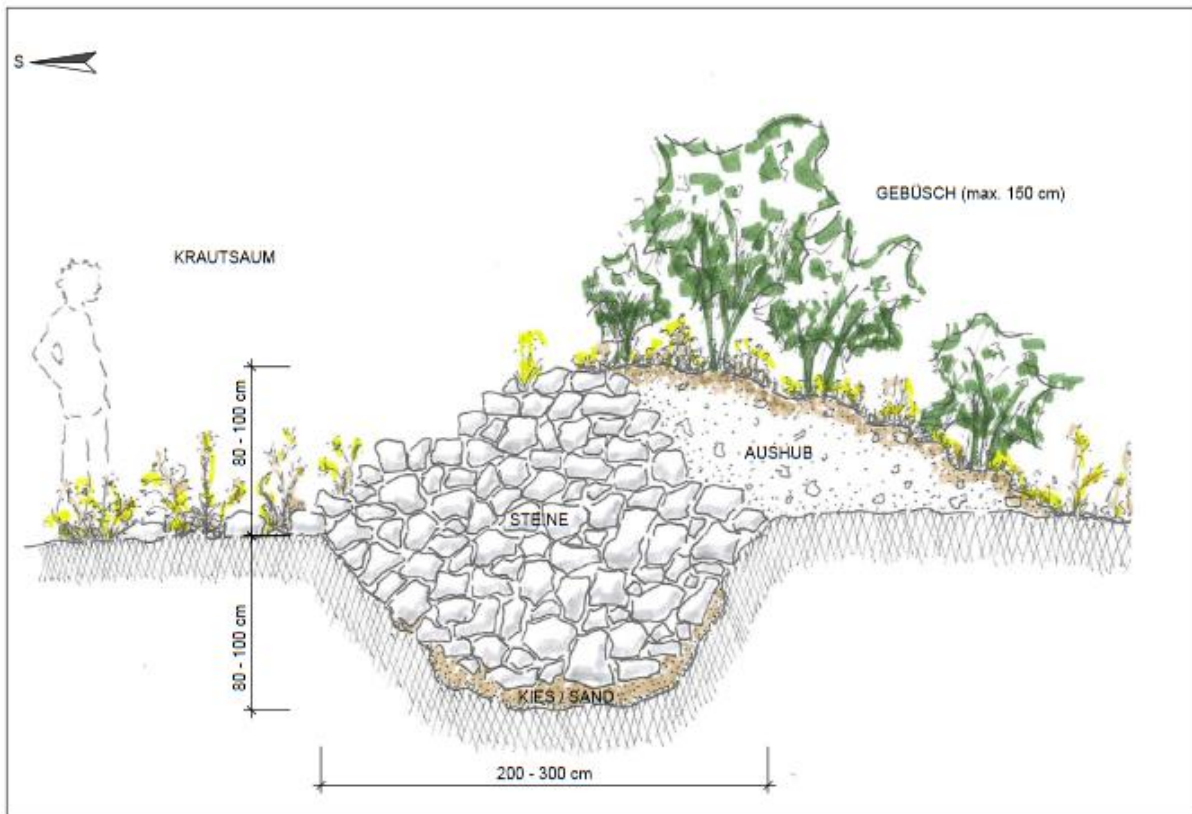 S
GEBÜSCH (max. 150 cm)
KRAUTSAUM
80 - 100 cm
AUSHUB
STEINE
80 - 100 cm
KIES / SAND
200 - 300 cm